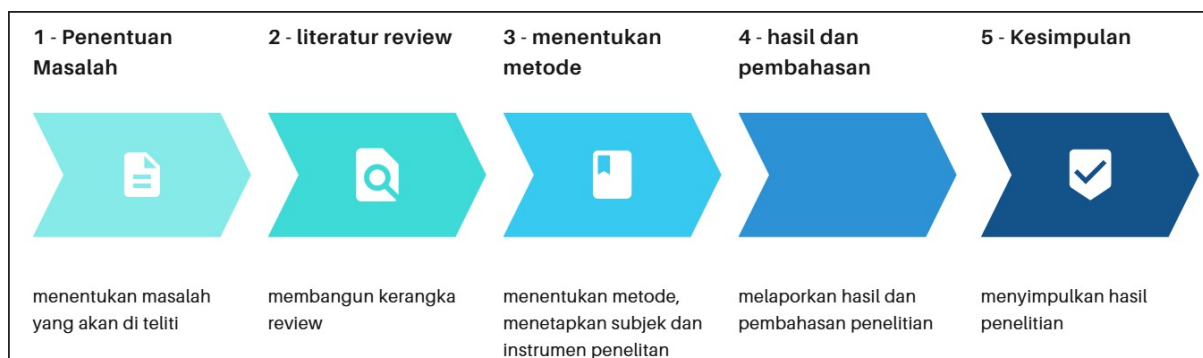 1 - Penentuan
Masalah
2 - literatur review
3 - menentukan
metode
4 - hasil dan
pembahasan
5 - Kesimpulan
menentukan masalah
yang akan di teliti
membangun kerangka
review
menentukan metode,
menetapkan subjek dan
instrumen penelitan
melaporkan hasil dan
pembahasan penelitian
menyimpulkan hasil
penelitian